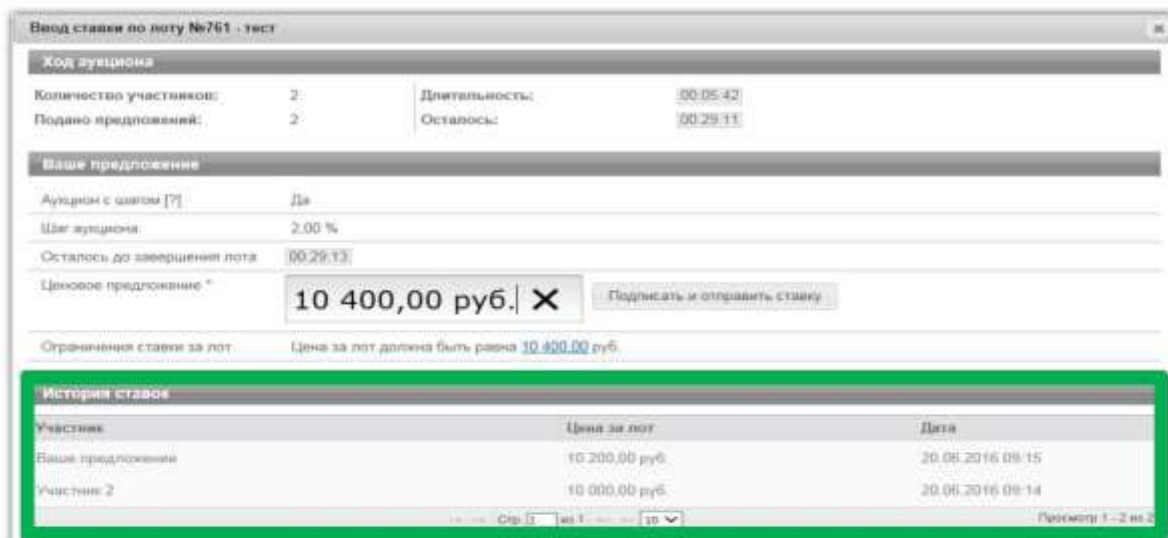 Ввод ставки по лоту №761 - тест
Ход аукциона
Количество участников: 2 Длительность: 00:05:42
Подано предложений: 2 Осталось: 00:29:11
Ваше предложение
Аукцион с шагом [?] Да
Шаг аукциона 2,00 %
Осталось до завершения лота 00:29:13
Ценовое предложение * 10 400,00 руб. Подписать и отправить ставку
Ограничения ставки за лот Цена за лот должна быть равна 10 400,00 руб.
История ставок
Участник Цена за лот Дата
Ваше предложение 10 200,00 руб. 20.06.2016 09:15
Участник 2 10 000,00 руб. 20.06.2016 09:14
Стр. 1 из 1 10 Просмотр 1 - 2 из 2